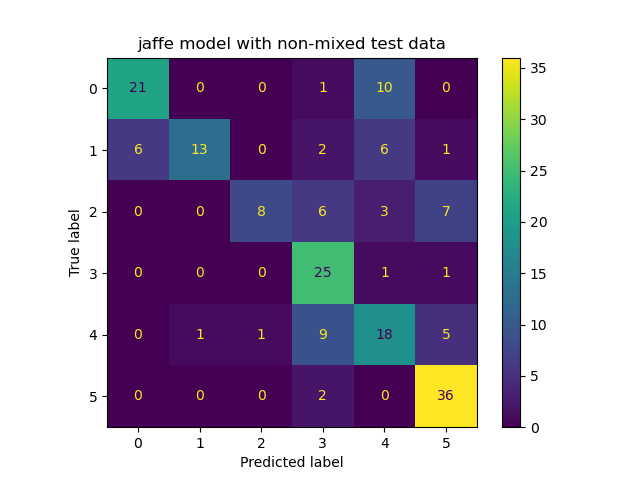 jaffe model with non-mixed test data
0 21 0 0 1 10 0
1 6 13 0 2 6 1
2 0 0 8 6 3 7
3 0 0 0 25 1 1
4 0 1 1 9 18 5
5 0 0 0 2 0 36
0 1 2 3 4 5
Predicted label
True label
35
30
25
20
15
10
5
0